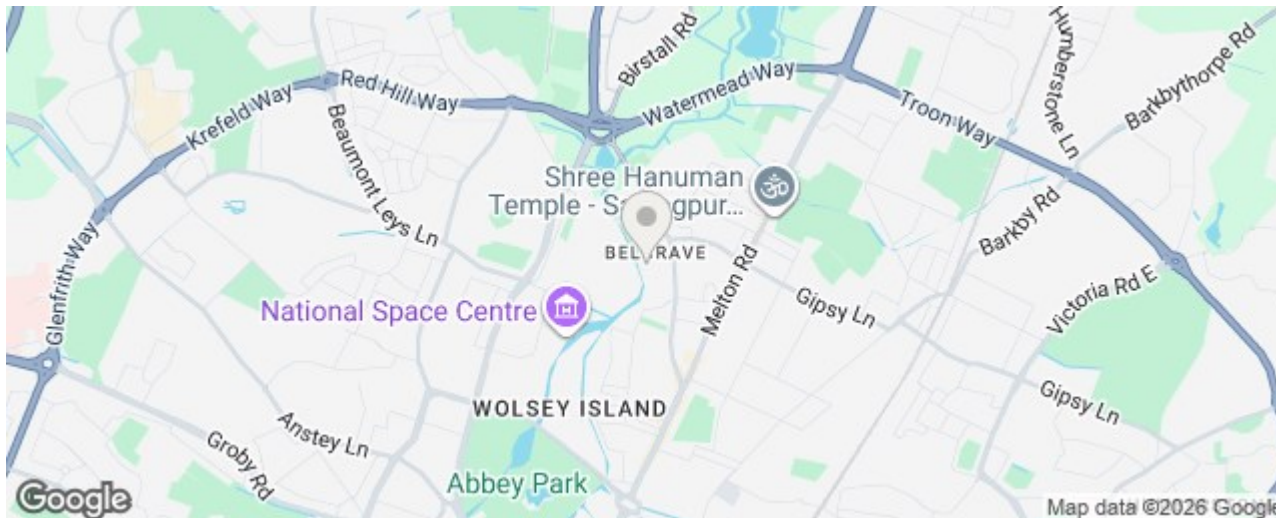 Birstall Rd
Humberstone Ln
Barkbythorpe Rd
Red Hill Way
Watermead Way
Krefeld Way
Troon Way
Beaumont Leys Ln
Shree Hanuman
Temple -
Barkby Rd
Glenfrith Way
Melton Rd
Victoria Rd E
National Space Centre
Gipsy Ln
WOLSEY ISLAND
Gipsy Ln
Anstey Ln
Groby Rd
Abbey Park
Google
Map data ©2026 Google